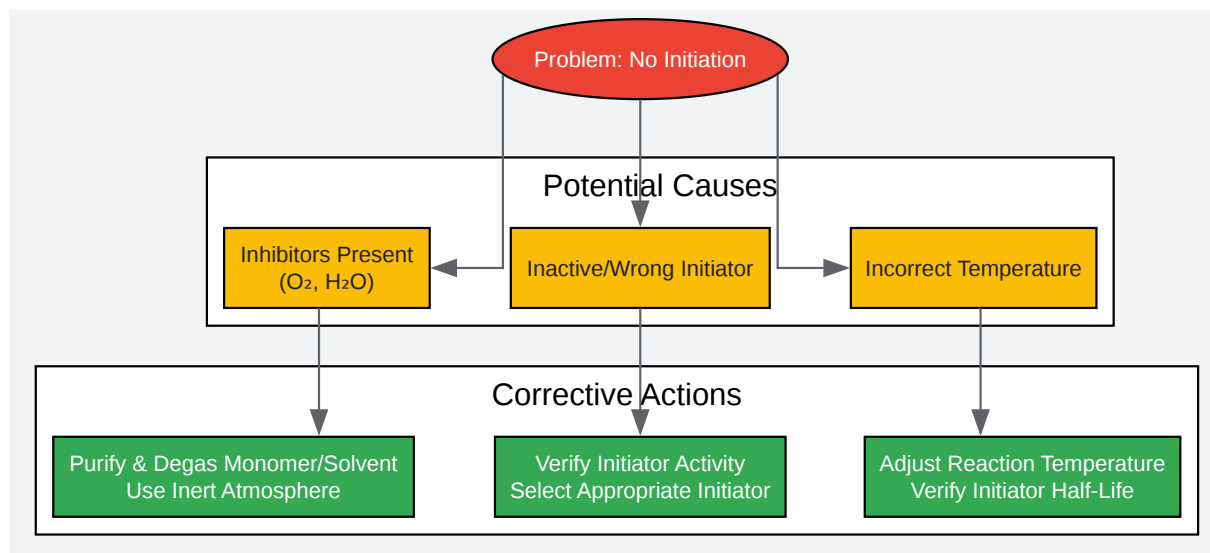 Problem: No Initiation
Potential Causes
Inhibitors Present
(O₂, H₂O)
Inactive/Wrong Initiator
Incorrect Temperature
Corrective Actions
Purify & Degas Monomer/Solvent
Use Inert Atmosphere
Verify Initiator Activity
Select Appropriate Initiator
Adjust Reaction Temperature
Verify Initiator Half-Life